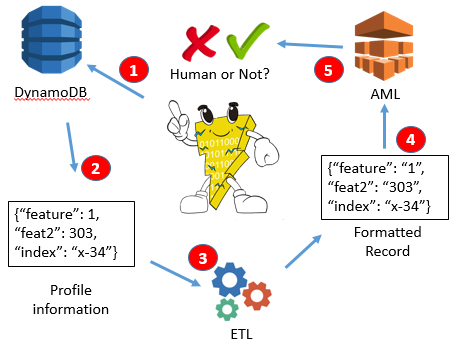 1
Human or Not?
5
DynamoDB
AML
2
4
{“feature”: 1,
“feat2”: 303,
“index”: “x-34”}
Profile
information
3
ETL
{“feature”: “1”,
“feat2”: “303”,
“index”: “x-34”}
Formatted
Record